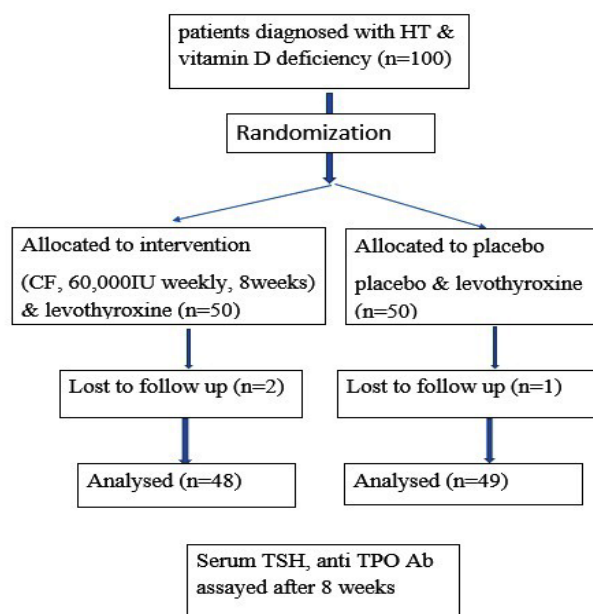 patients diagnosed with HT &
vitamin D deficiency (n=100)
Randomization
Allocated to intervention
(CF, 60,000IU weekly, 8weeks)
& levothyroxine (n=50)
Allocated to placebo
placebo & levothyroxine
(n=50)
Lost to follow up (n=2)
Lost to follow up (n=1)
Analysed (n=48)
Analysed (n=49)
Serum TSH, anti TPO Ab
assayed after 8 weeks